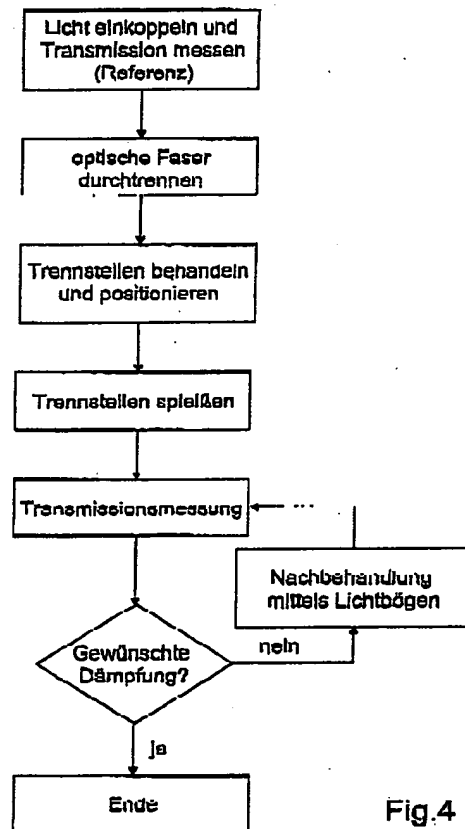 Licht einkoppeln und
Transmission messen
(Referenz)
optische Faser
durchtrennen
Trennstellen behandeln
und positionieren
Trennstellen spleißen
Transmissionsmessung
Nachbehandlung
mittels Lichtbögen
Gewünschte
Dämpfung?
nein
ja
Ende
Fig.4